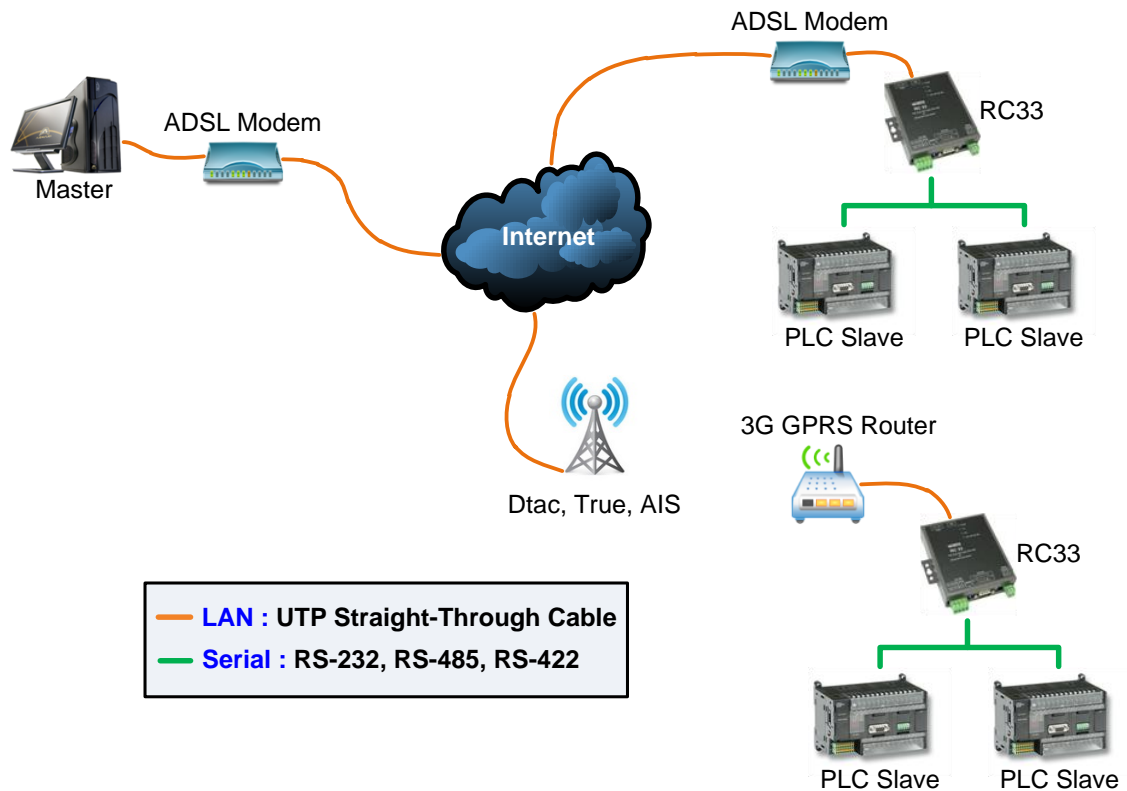 ADSL Modem
RC33
ADSL Modem
Master
Internet
PLC Slave
PLC Slave
3G GPRS Router
Dtac, True, AIS
RC33
LAN : UTP Straight-Through Cable
Serial : RS-232, RS-485, RS-422
PLC Slave
PLC Slave